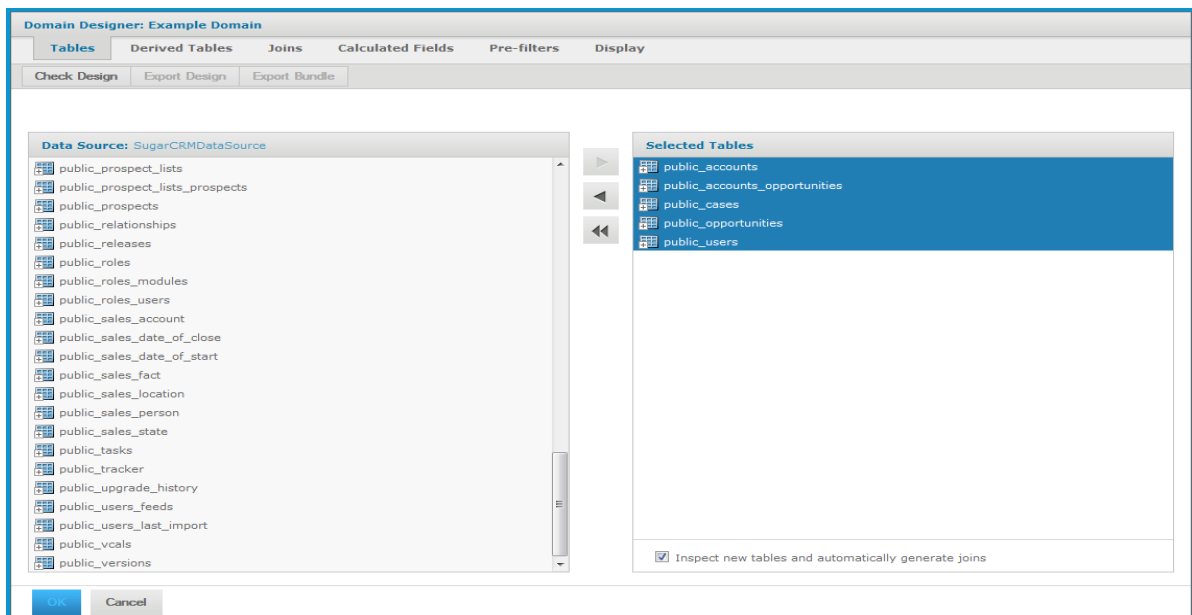 Domain Designer: Example Domain
Tables Derived Tables Joins Calculated Fields Pre-filters Display
Check Design Export Design Export Bundle
Data Source: SugarCRMDataSource
public_prospect_lists
public_prospect_lists_prospects
public_prospects
public_relationships
public_releases
public_roles
public_roles_modules
public_roles_users
public_sales_account
public_sales_date_of_close
public_sales_date_of_start
public_sales_fact
public_sales_location
public_sales_person
public_sales_state
public_tasks
public_tracker
public_upgrade_history
public_users_feeds
public_users_last_import
public_vcals
public_versions
Selected Tables
public_accounts
public_accounts_opportunities
public_cases
public_opportunities
public_users
Inspect new tables and automatically generate joins
OK Cancel